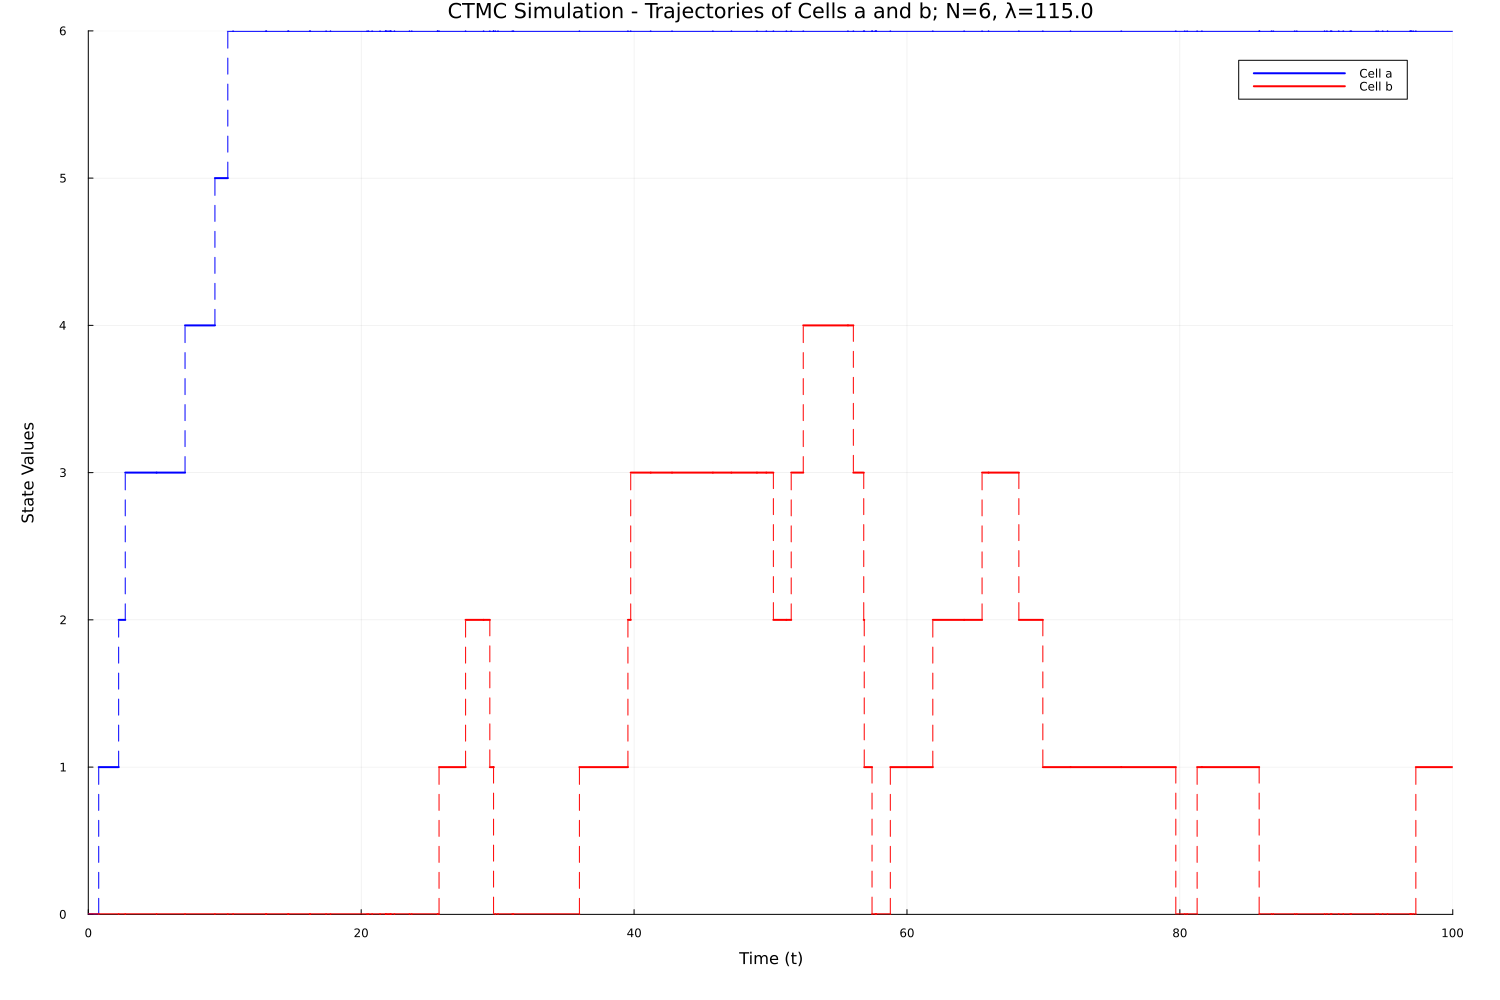 CTMC Simulation - Trajectories of Cells a and b; N=6, λ=115.0
6
Cell a
Cell b
5
4
State Values
3
2
1
0
0 20 40 60 80 100
Time (t)